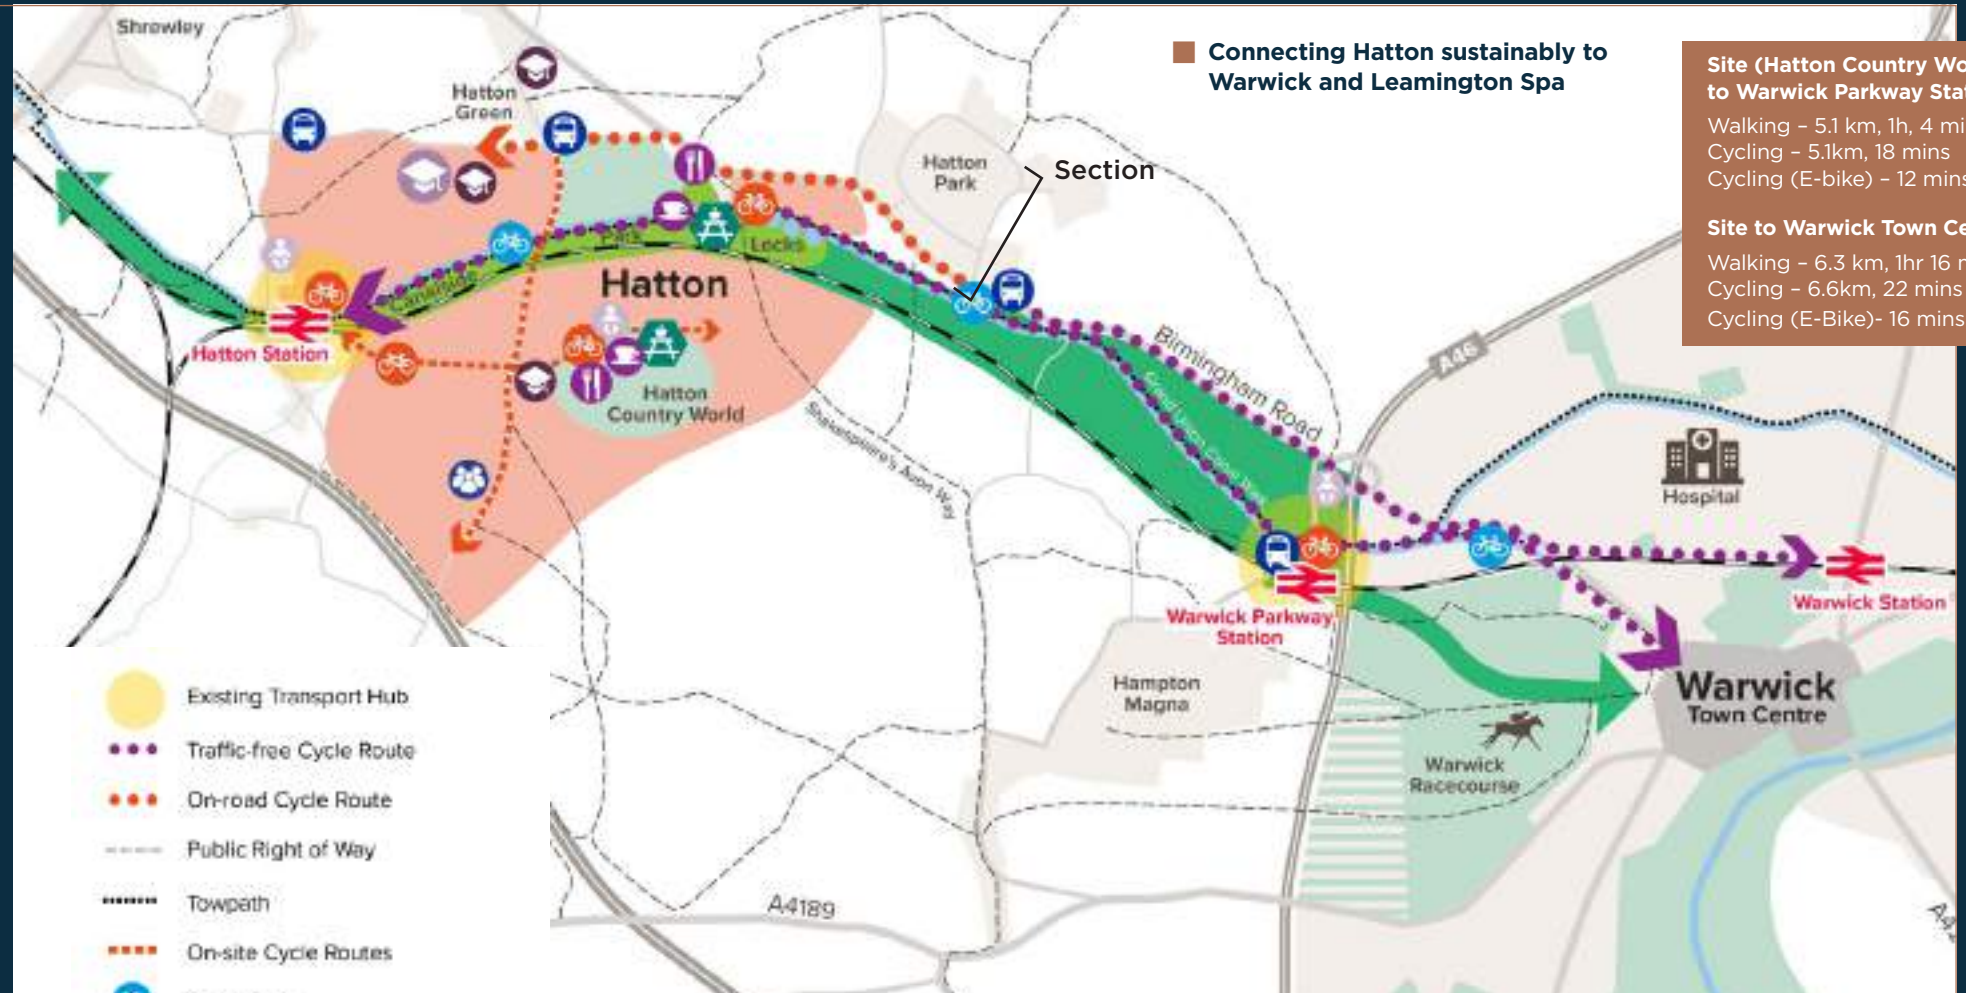 Shrewley
Hatton
Green
Connecting Hatton sustainably to
Warwick and Leamington Spa
Site (Hatton Country Wo
to Warwick Parkway Stat
Walking – 5.1 km, 1h, 4 mi
Cycling – 5.1km, 18 mins
Cycling (E-bike) – 12 mins
Site to Warwick Town Ce
Walking – 6.3 km, 1hr 16 m
Cycling – 6.6km, 22 mins
Cycling (E-Bike)- 16 mins
Hatton
Park
Section
Canalside
Park
Locks
Hatton
Hatton Station
Hatton
Country World
Shakespeare's Avon Way
Birmingham Road
A46
Hospital
Warwick Parkway
Station
Warwick Station
Hampton
Magna
Warwick
Town Centre
Warwick
Racecourse
A4189
Existing Transport Hub
Traffic-free Cycle Route
On-road Cycle Route
Public Right of Way
Towpath
On-site Cycle Routes